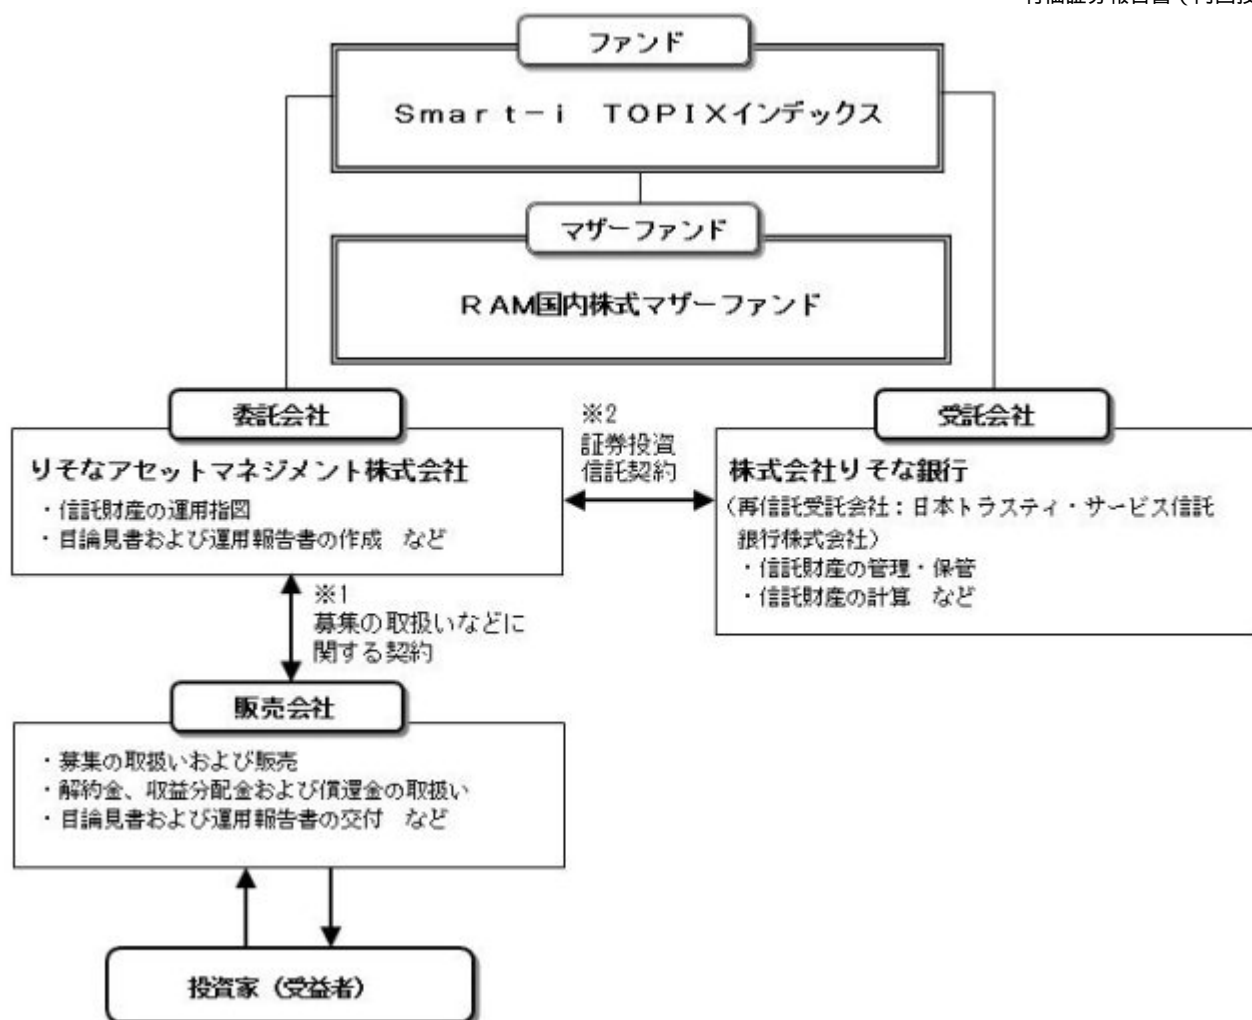 ファンド
Smart-i TOPIXインデックス
マザーファンド
RAM国内株式マザーファンド
委託会社
りそなアセットマネジメント株式会社
・信託財産の運用指図
・目論見書および運用報告書の作成 など
※2
証券投資
信託契約
受託会社
株式会社りそな銀行
（再信託受託会社：日本トラスティ・サービス信託
銀行株式会社）
・信託財産の管理・保管
・信託財産の計算 など
※1
募集の取扱いなどに
関する契約
販売会社
・募集の取扱いおよび販売
・解約金、収益分配金および償還金の取扱い
・目論見書および運用報告書の交付 など
投資家（受益者）